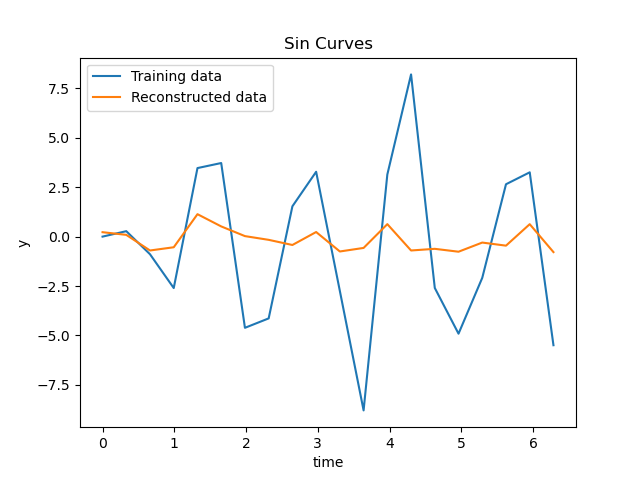 Sin Curves
Training data
Reconstructed data
7.5
5.0
2.5
0.0
−2.5
−5.0
−7.5
y
0 1 2 3 4 5 6
time